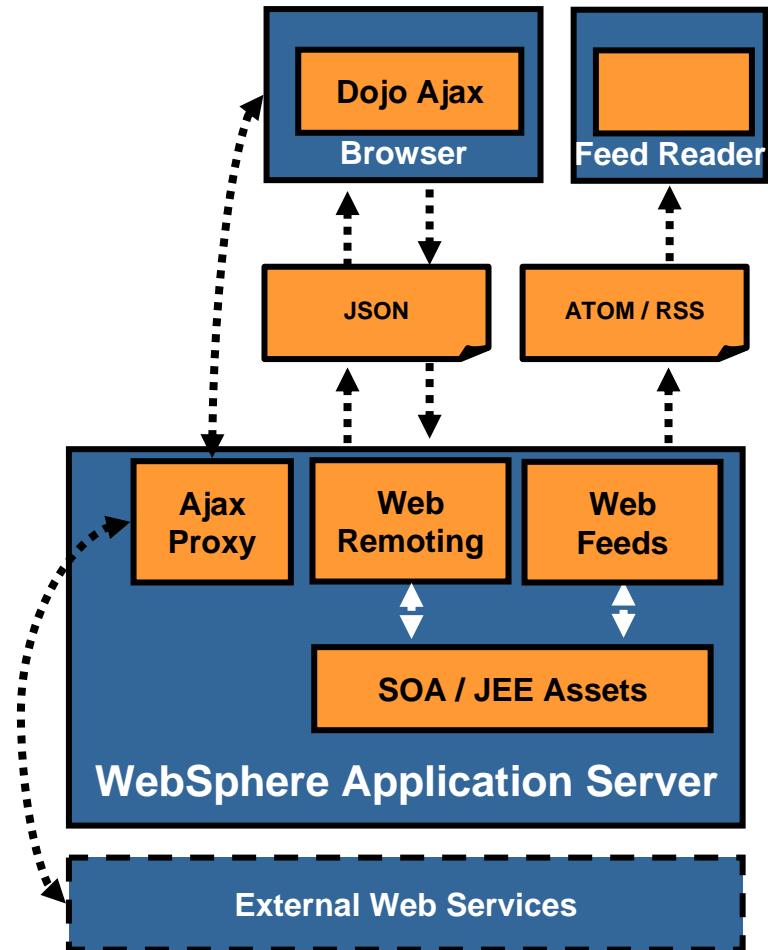 Dojo Ajax
Browser
Feed Reader
JSON
ATOM / RSS
Ajax
Proxy
Web
Remoting
Web
Feeds
SOA / JEE Assets
WebSphere Application Server
External Web Services